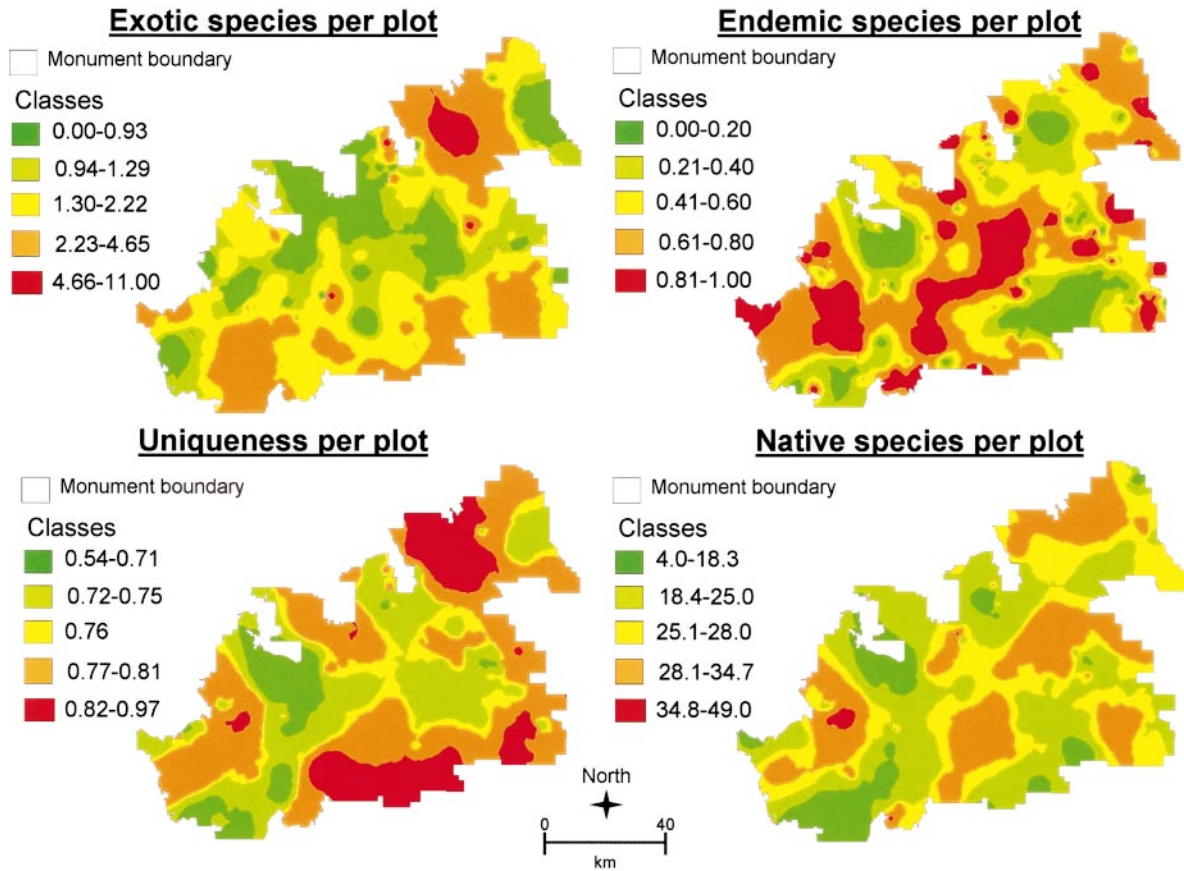 Exotic species per plot
Monument boundary
Classes
0.00-0.93
0.94-1.29
1.30-2.22
2.23-4.65
4.66-11.00
Endemic species per plot
Monument boundary
Classes
0.00-0.20
0.21-0.40
0.41-0.60
0.61-0.80
0.81-1.00
Uniqueness per plot
Monument boundary
Classes
0.54-0.71
0.72-0.75
0.76
0.77-0.81
0.82-0.97
Native species per plot
Monument boundary
Classes
4.0-18.3
18.4-25.0
25.1-28.0
28.1-34.7
34.8-49.0
North
0 40
km